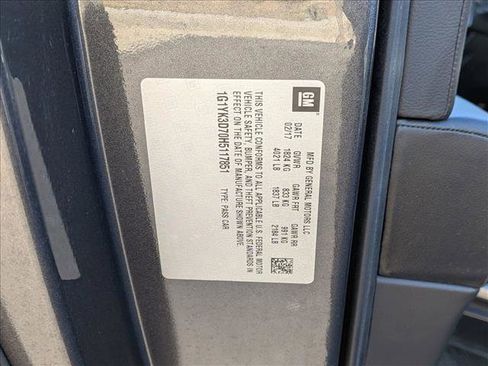 GM
MFD BY GENERAL MOTORS LLC
DATE GVWR GAWR FRT GAWR RR
02/17 1824 KG 833 KG 991 KG
4021 LB 1837 LB 2184 LB
THIS VEHICLE CONFORMS TO ALL APPLICABLE U.S. FEDERAL MOTOR
VEHICLE SAFETY, BUMPER, AND THEFT PREVENTION STANDARDS IN
EFFECT ON THE DATE OF MANUFACTURE SHOWN ABOVE.
1G1YK3D70H5117851 TYPE: PASS CAR